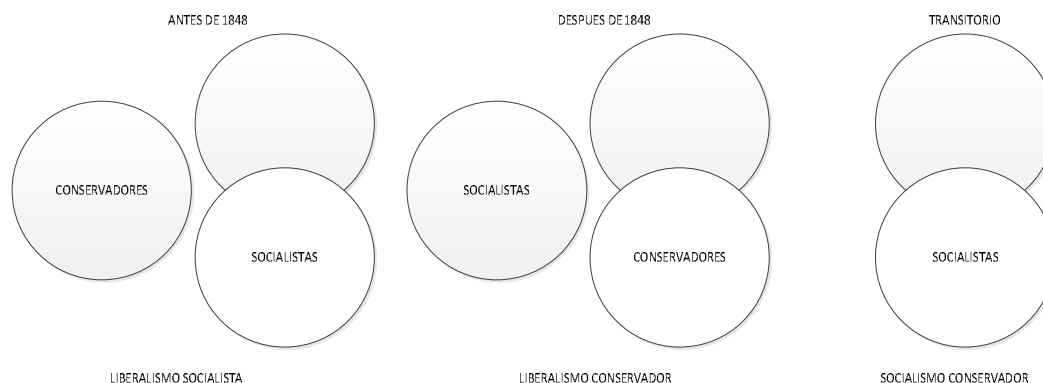 ANTES DE 1848
DESPUES DE 1848
TRANSITORIO
CONSERVADORES
SOCIALISTAS
SOCIALISTAS
CONSERVADORES
SOCIALISTAS
LIBERALISMO SOCIALISTA
LIBERALISMO CONSERVADOR
SOCIALISMO CONSERVADOR